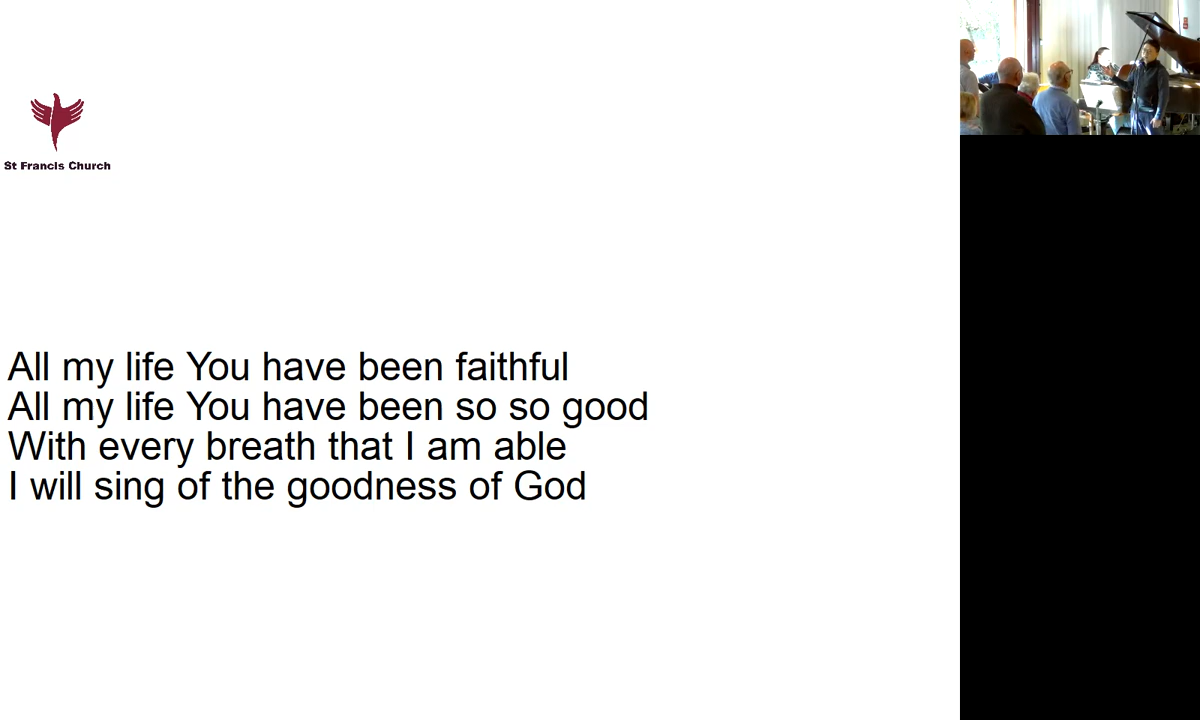 St Francis Church
All my life You have been faithful
All my life You have been so so good
With every breath that I am able
I will sing of the goodness of God